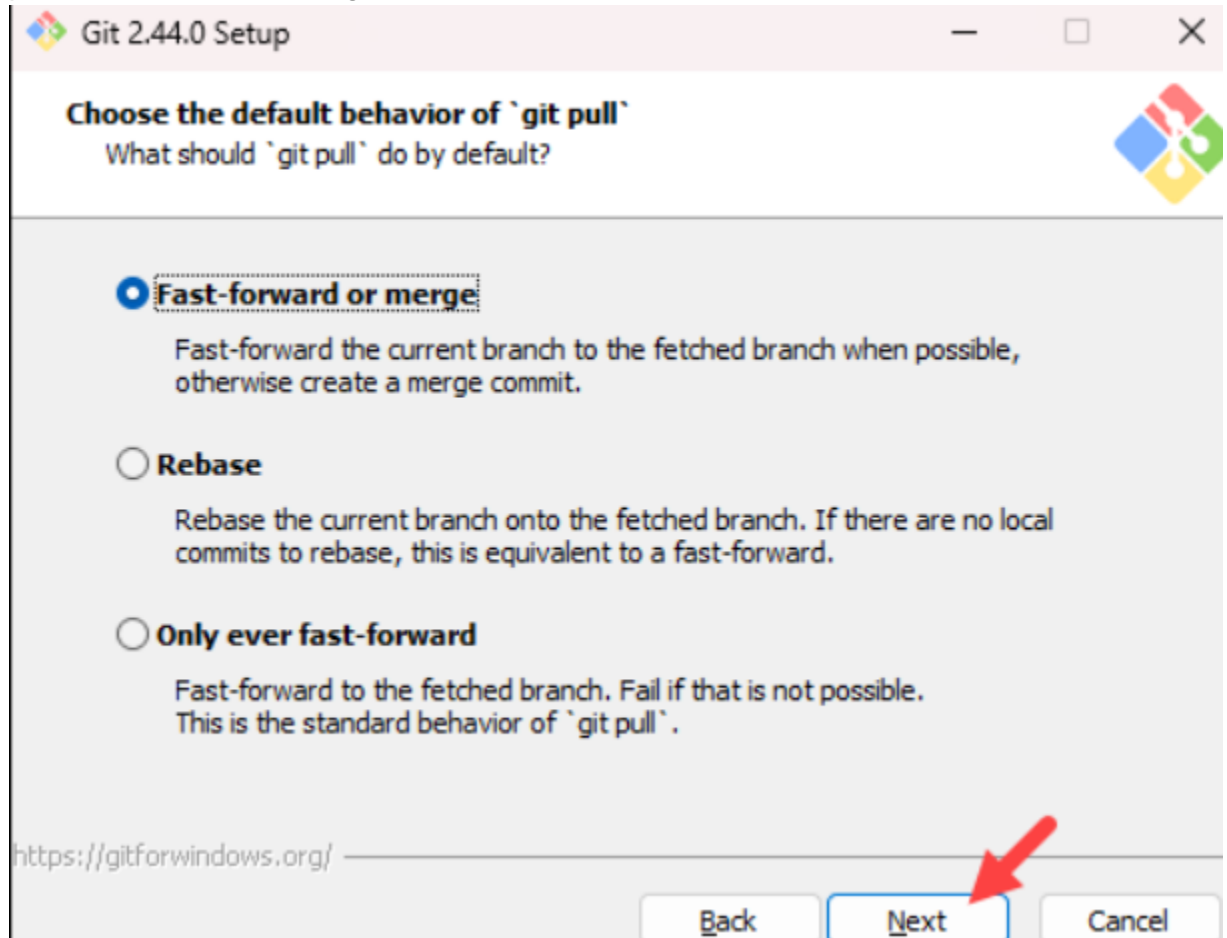 Git 2.44.0 Setup
Choose the default behavior of `git pull`
What should `git pull` do by default?
Fast-forward or merge
Fast-forward the current branch to the fetched branch when possible,
otherwise create a merge commit.
Rebase
Rebase the current branch onto the fetched branch. If there are no local
commits to rebase, this is equivalent to a fast-forward.
Only ever fast-forward
Fast-forward to the fetched branch. Fail if that is not possible.
This is the standard behavior of `git pull`.
https://gitforwindows.org/
Back Next Cancel